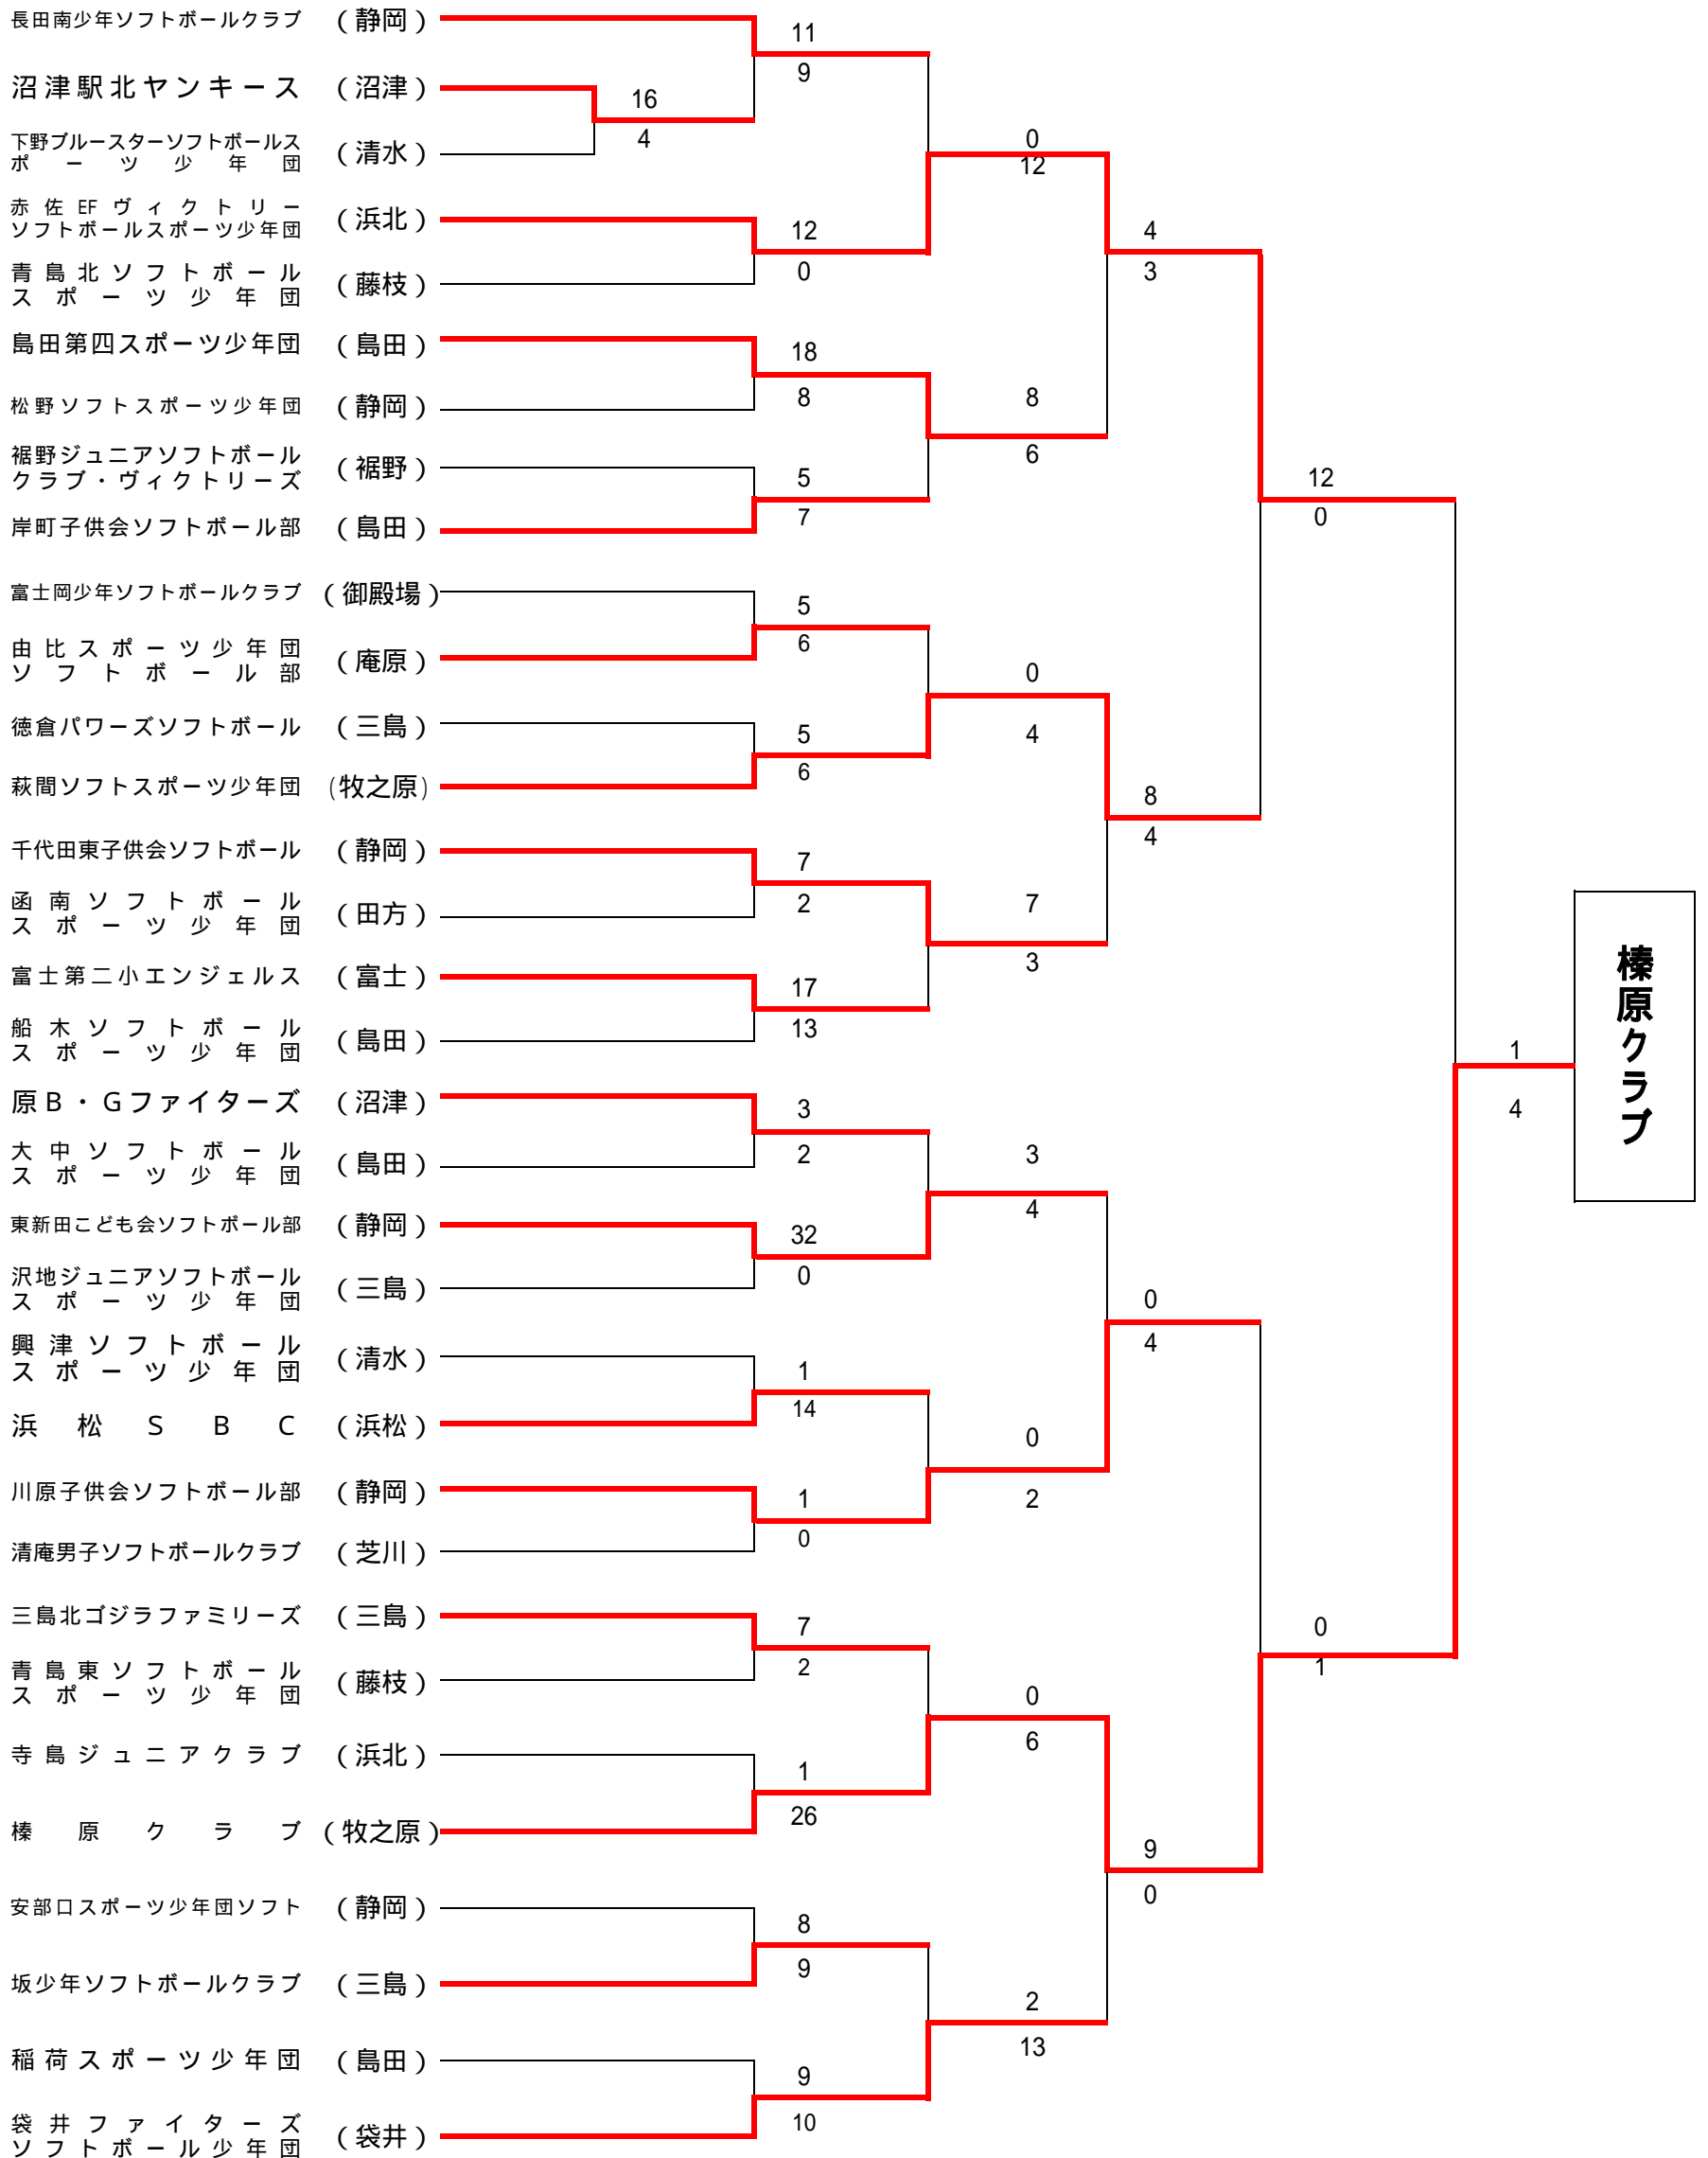 長田南少年ソフトボールクラブ （静岡）
11
9
沼津駅北ヤンキース （沼津）
16
4
下野ブルースターソフトボールス
ポーツ少年団 （清水）
0
12
赤佐EFヴィクトリー
ソフトボールスポーツ少年団 （浜北）
12
0
4
3
青島北ソフトボール
スポーツ少年団 （藤枝）
島田第四スポーツ少年団 （島田）
18
8
松野ソフトスポーツ少年団 （静岡）
8
6
裾野ジュニアソフトボール
クラブ・ヴィクトリーズ （裾野）
5
7
12
0
岸町子供会ソフトボール部 （島田）
富士岡少年ソフトボールクラブ （御殿場）
5
6
由比スポーツ少年団
ソフトボール部 （庵原）
0
4
徳倉パワーズソフトボール （三島）
5
6
萩間ソフトスポーツ少年団 （牧之原）
8
4
千代田東子供会ソフトボール （静岡）
7
2
函南ソフトボール
スポーツ少年団 （田方）
7
3
富士第二小エンジェルス （富士）
17
13
船木ソフトボール
スポーツ少年団 （島田）
榛原クラブ
1
4
原B・Gファイターズ （沼津）
3
2
大中ソフトボール
スポーツ少年団 （島田）
3
4
東新田こども会ソフトボール部 （静岡）
32
0
沢地ジュニアソフトボール
スポーツ少年団 （三島）
0
4
興津ソフトボール
スポーツ少年団 （清水）
1
14
浜松SBC （浜松）
0
2
川原子供会ソフトボール部 （静岡）
1
0
清庵男子ソフトボールクラブ （芝川）
三島北ゴジラファミリーズ （三島）
7
2
0
1
青島東ソフトボール
スポーツ少年団 （藤枝）
0
6
寺島ジュニアクラブ （浜北）
1
26
榛原クラブ （牧之原）
9
0
安部口スポーツ少年団ソフト （静岡）
8
9
坂少年ソフトボールクラブ （三島）
2
13
稲荷スポーツ少年団 （島田）
9
10
袋井ファイターズ
ソフトボール少年団 （袋井）